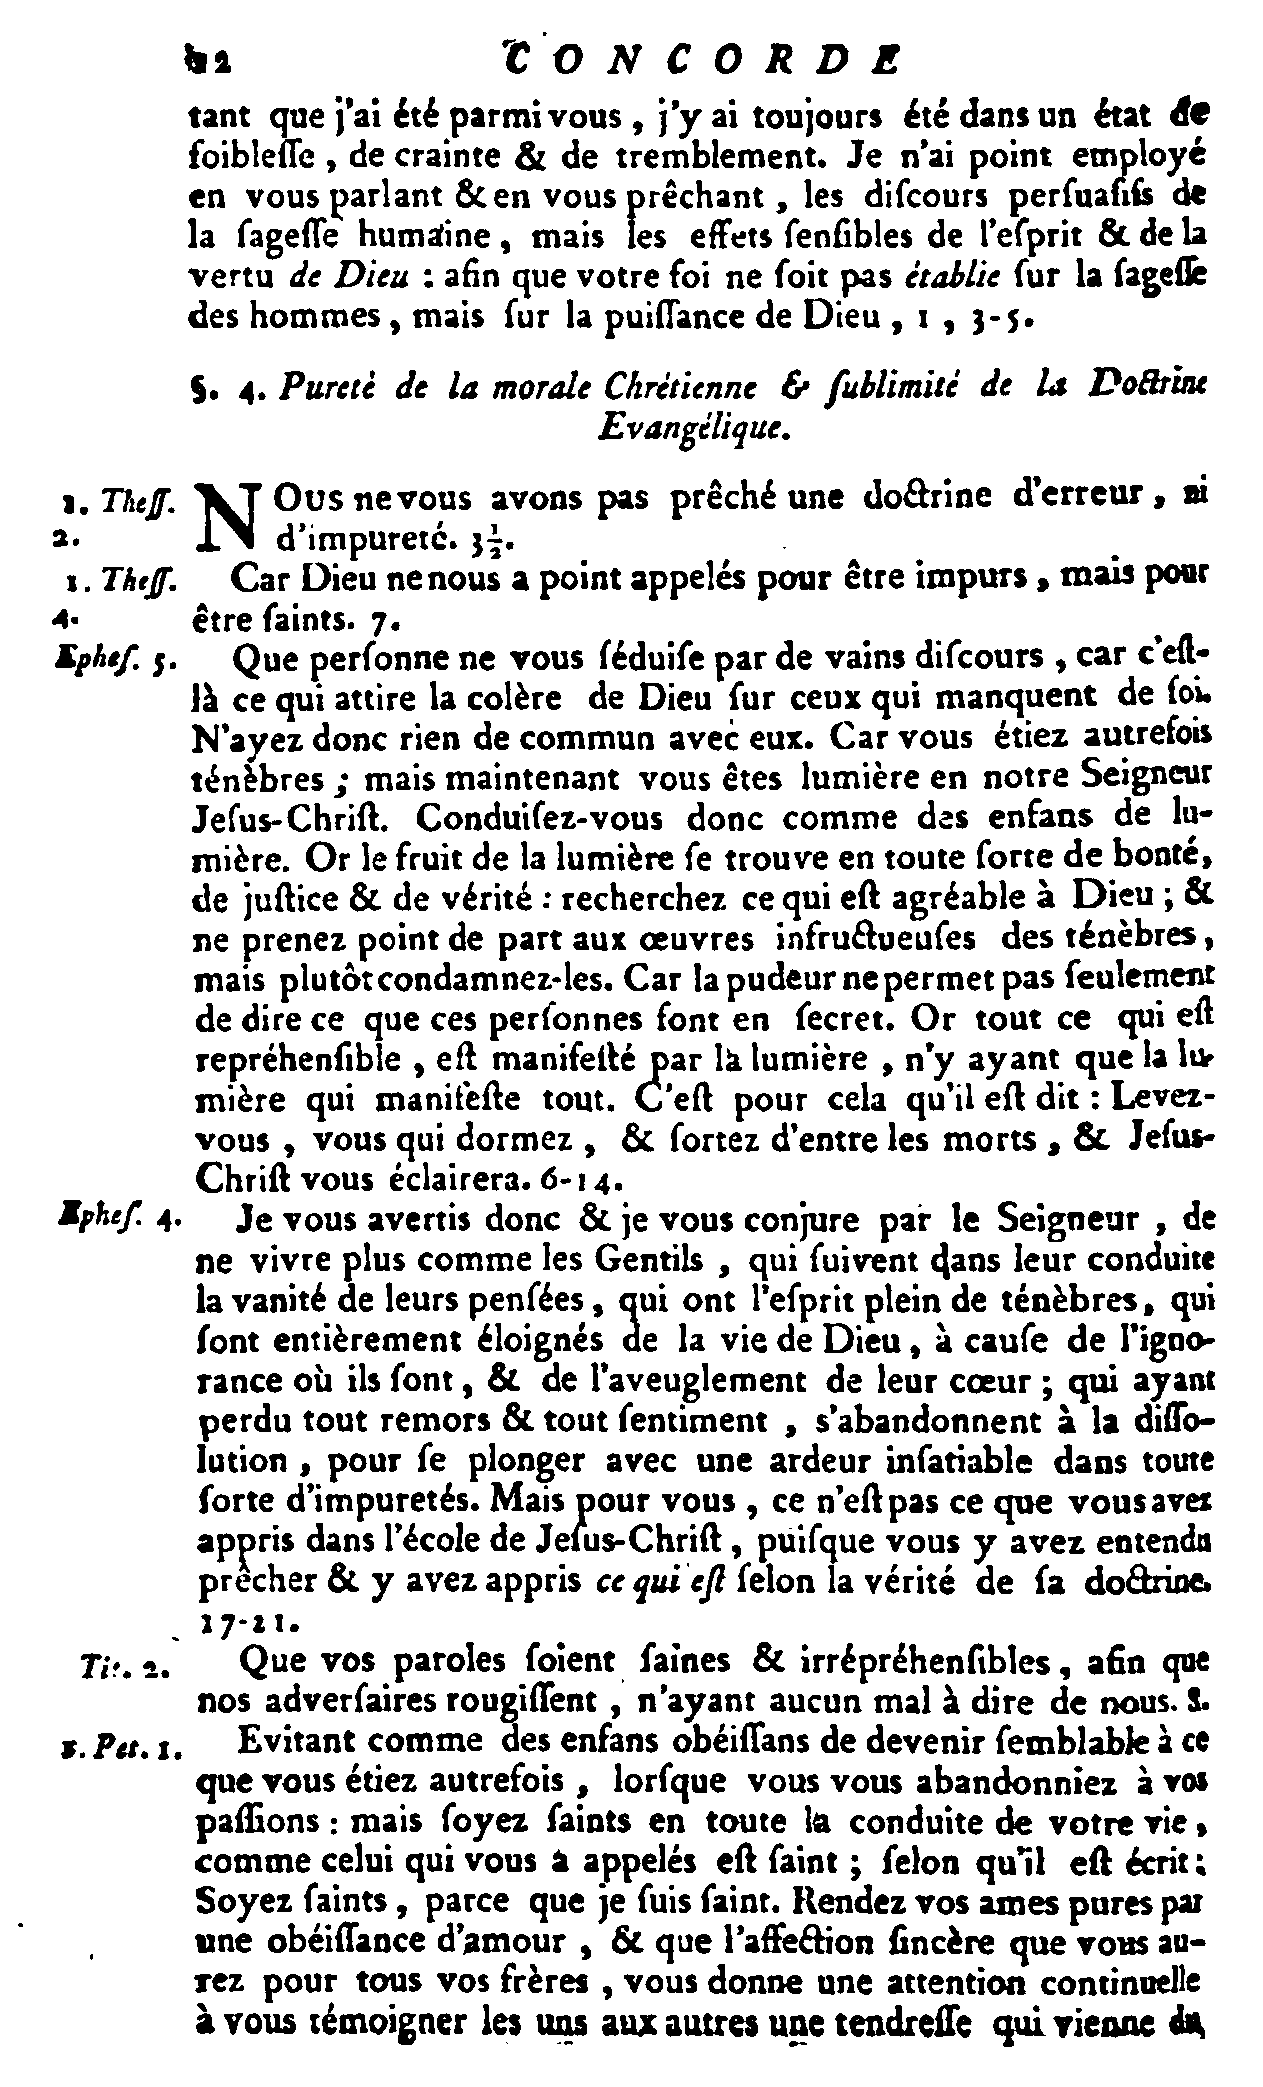 CONCORDE
tant que j'ai été parmi vous, j'y ai toujours été dans un état de
foibleſſe, de crainte & de tremblement. Je n'ai point employé
en vous parlant & en vous prêchant, les diſcours perſuaſifs de
la ſageſſe humaine, mais les effets ſenſibles de l'eſprit & de la
vertu de Dieu : afin que votre foi ne ſoit pas établie ſur la ſageſſe
des hommes, mais ſur la puiſſance de Dieu, 1, 3-5.
§. 4. Pureté de la morale Chrétienne & ſublimité de la Doctrine
Evangélique.
1. Theſſ. 2.
NOUS ne vous avons pas prêché une doctrine d'erreur, ni
d'impureté. 3½.
1. Theſſ. 4.
Car Dieu ne nous a point appelés pour être impurs, mais pour
être ſaints. 7.
Epheſ. 5.
Que perſonne ne vous ſéduiſe par de vains diſcours, car c'eſt-
là ce qui attire la colère de Dieu ſur ceux qui manquent de foi.
N'ayez donc rien de commun avec eux. Car vous étiez autrefois
ténèbres ; mais maintenant vous êtes lumière en notre Seigneur
Jeſus-Chriſt. Conduiſez-vous donc comme des enfans de lu-
mière. Or le fruit de la lumière ſe trouve en toute ſorte de bonté,
de juſtice & de vérité : recherchez ce qui eſt agréable à Dieu ; &
ne prenez point de part aux œuvres infructueuſes des ténèbres,
mais plutôt condamnez-les. Car la pudeur ne permet pas ſeulement
de dire ce que ces perſonnes font en ſecret. Or tout ce qui eſt
repréhenſible, eſt manifeſté par la lumière, n'y ayant que la lu-
mière qui manifeſte tout. C'eſt pour cela qu'il eſt dit : Levez-
vous, vous qui dormez, & ſortez d'entre les morts, & Jeſus-
Chriſt vous éclairera. 6-14.
Epheſ. 4.
Je vous avertis donc & je vous conjure par le Seigneur, de
ne vivre plus comme les Gentils, qui ſuivent dans leur conduite
la vanité de leurs penſées, qui ont l'eſprit plein de ténèbres, qui
ſont entièrement éloignés de la vie de Dieu, à cauſe de l'igno-
rance où ils ſont, & de l'aveuglement de leur cœur ; qui ayant
perdu tout remors & tout ſentiment, s'abandonnent à la diſſo-
lution, pour ſe plonger avec une ardeur inſatiable dans toute
ſorte d'impuretés. Mais pour vous, ce n'eſt pas ce que vous avez
appris dans l'école de Jeſus-Chriſt, puiſque vous y avez entendu
prêcher & y avez appris ce qui eſt ſelon la vérité de ſa doctrine.
17-21.
Tit. 2.
Que vos paroles ſoient ſaines & irrépréhenſibles, afin que
nos adverſaires rougiſſent, n'ayant aucun mal à dire de nous. 8.
1. Pet. 1.
Evitant comme des enfans obéiſſans de devenir ſemblable à ce
que vous étiez autrefois, lorſque vous vous abandonniez à vos
paſſions : mais ſoyez ſaints en toute la conduite de votre vie,
comme celui qui vous a appelés eſt ſaint ; ſelon qu'il eſt écrit :
Soyez ſaints, parce que je ſuis ſaint. Rendez vos ames pures par
une obéiſſance d'amour, & que l'affection ſincère que vous au-
rez pour tous vos frères, vous donne une attention continuelle
à vous témoigner les uns aux autres une tendreſſe qui vienne du